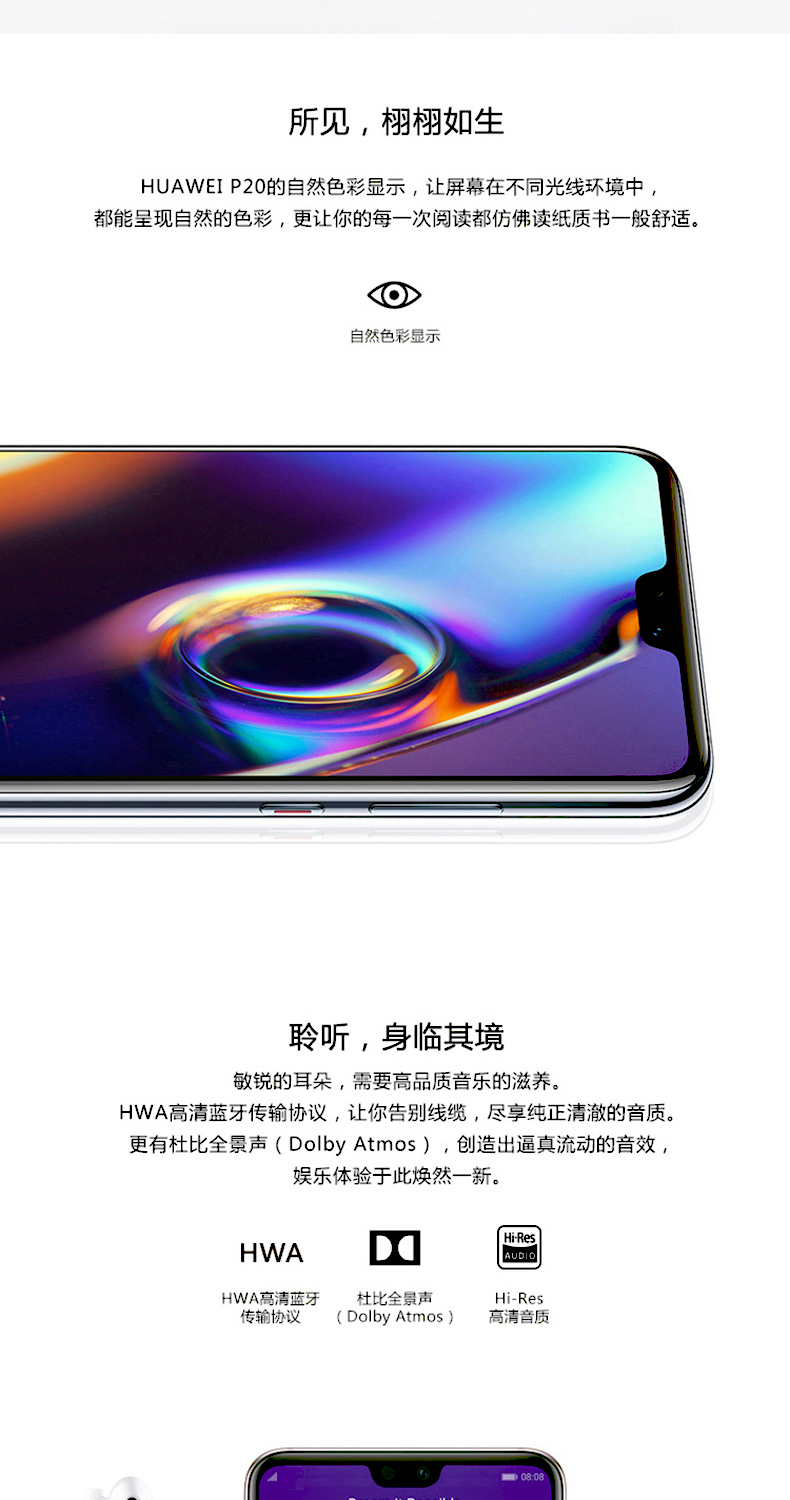 所见，栩栩如生
HUAWEI P20的自然色彩显示，让屏幕在不同光线环境中，
都能呈现自然的色彩，更让你的每一次阅读都仿佛读纸质书一般舒适。
自然色彩显示
聆听，身临其境
敏锐的耳朵，需要高品质音乐的滋养。
HWA高清蓝牙传输协议，让你告别线缆，尽享纯正清澈的音质。
更有杜比全景声（Dolby Atmos），创造出逼真流动的音效，
娱乐体验于此焕然一新。
HWA
Hi-Res
AUDIO
HWA高清蓝牙
传输协议
杜比全景声
（Dolby Atmos）
Hi-Res
高清音质
08:08